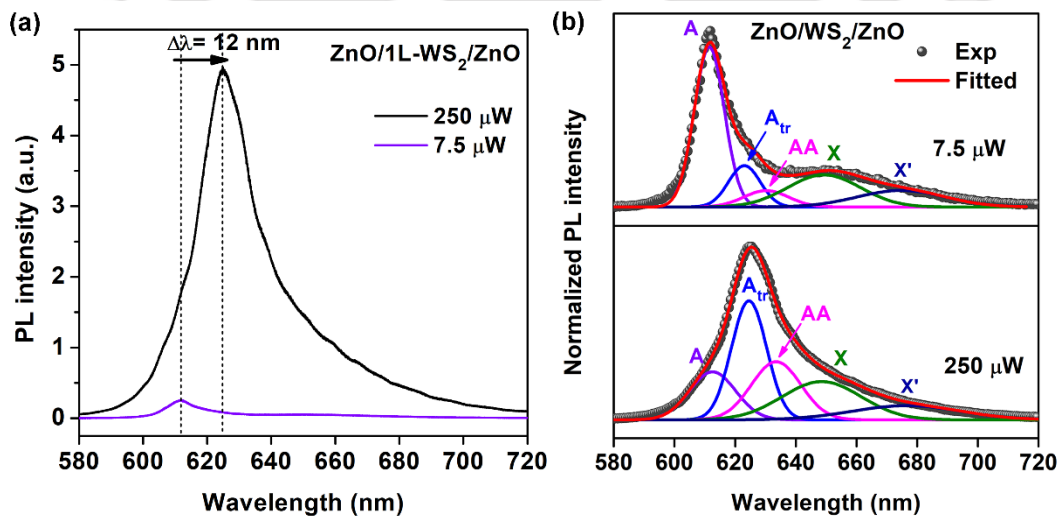 (a)
Δλ= 12 nm
ZnO/1L-WS₂/ZnO
250 μW
7.5 μW
PL intensity (a.u.)
5
4
3
2
1
0
580 600 620 640 660 680 700 720
Wavelength (nm)
(b)
A
ZnO/WS₂/ZnO
Exp
Fitted
Aₜᵣ
AA
X
X'
7.5 μW
Normalized PL intensity
Aₜᵣ
AA
A
X
X'
250 μW
580 600 620 640 660 680 700 720
Wavelength (nm)